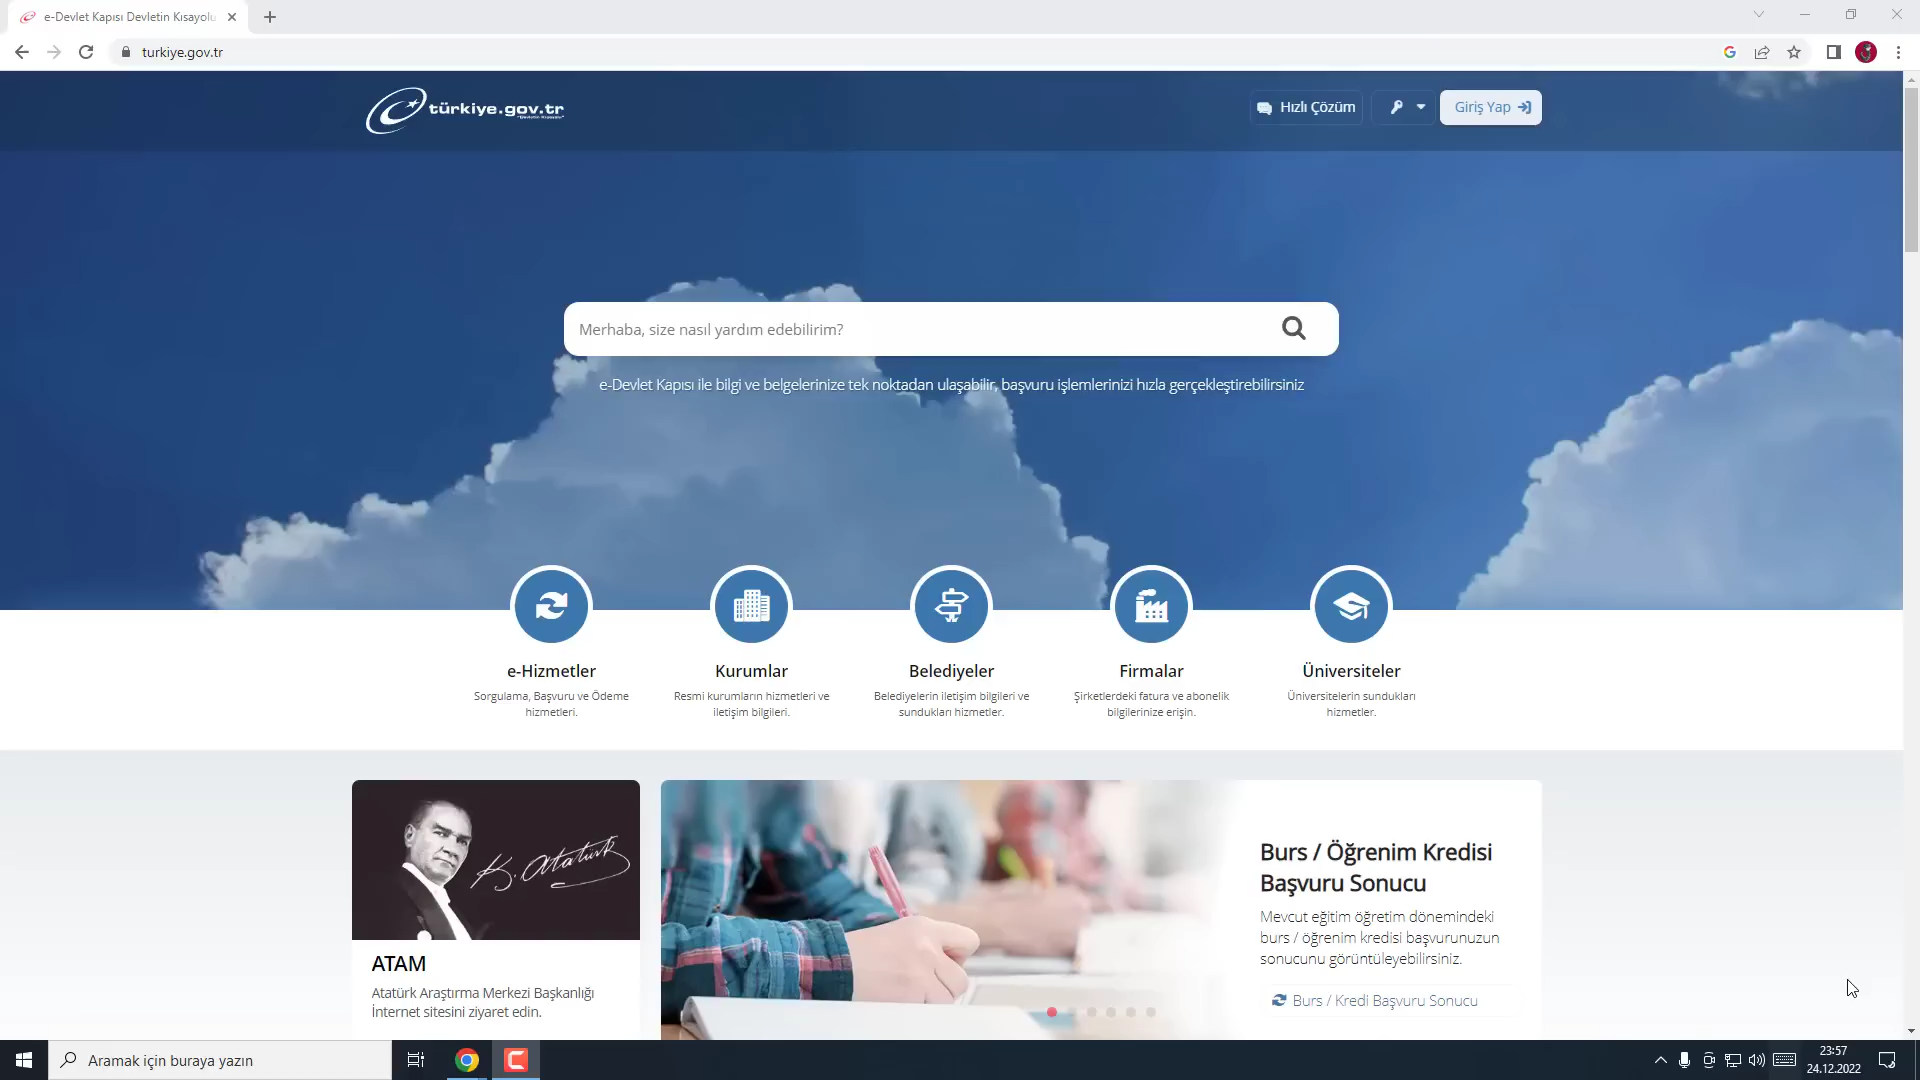 e-Devlet Kapısı Devletin Kısayolu
turkiye.gov.tr
türkiye.gov.tr
"Devletin Kısayolu"
Hızlı Çözüm
Giriş Yap
Merhaba, size nasıl yardım edebilirim?
e-Devlet Kapısı ile bilgi ve belgelerinize tek noktadan ulaşabilir, başvuru işlemlerinizi hızla gerçekleştirebilirsiniz
e-Hizmetler
Sorgulama, Başvuru ve Ödeme
hizmetleri.
Kurumlar
Resmi kurumların hizmetleri ve
iletişim bilgileri.
Belediyeler
Belediyelerin iletişim bilgileri ve
sundukları hizmetler.
Firmalar
Şirketlerdeki fatura ve abonelik
bilgilerinize erişin.
Üniversiteler
Üniversitelerin sundukları
hizmetler.
K. Atatürk
ATAM
Atatürk Araştırma Merkezi Başkanlığı
İnternet sitesini ziyaret edin.
Burs / Öğrenim Kredisi
Başvuru Sonucu
Mevcut eğitim öğretim dönemindeki
burs / öğrenim kredisi başvurunuzun
sonucunu görüntüleyebilirsiniz.
Burs / Kredi Başvuru Sonucu
Aramak için buraya yazın
23:57
24.12.2022